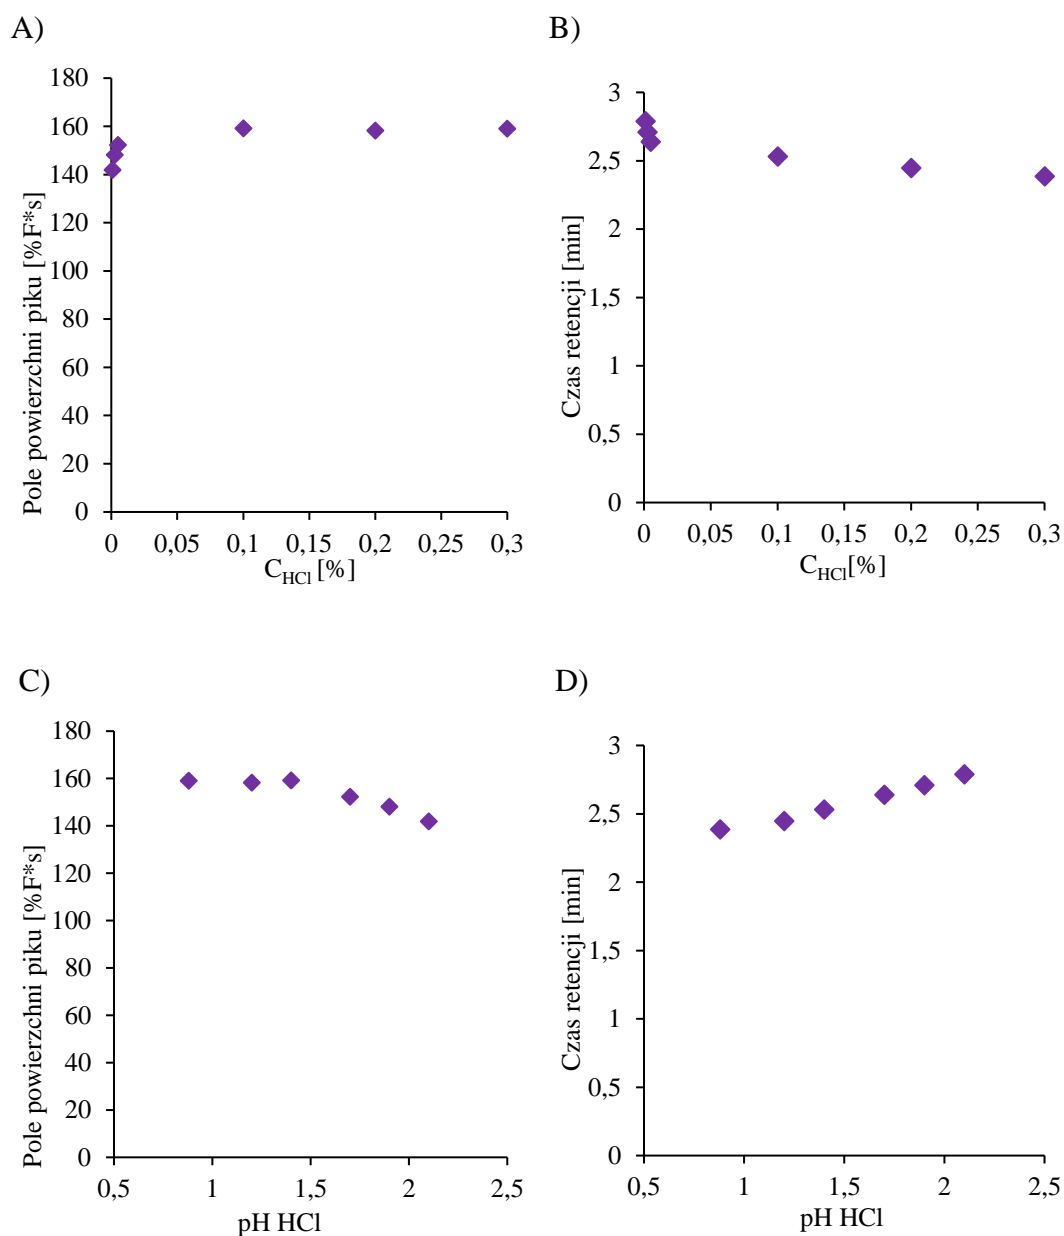 A)
180
160
140
120
100
80
60
40
20
0
0 0,05 0,1 0,15 0,2 0,25 0,3
Pole powierzchni piku [%F*s]
CHCl [%]
B)
3
2,5
2
1,5
1
0,5
0
0 0,05 0,1 0,15 0,2 0,25 0,3
Czas retencji [min]
CHCl[%]
C)
180
160
140
120
100
80
60
40
20
0
0,5 1 1,5 2 2,5
Pole powierzchni piku [%F*s]
pH HCl
D)
3
2,5
2
1,5
1
0,5
0
0,5 1 1,5 2 2,5
Czas retencji [min]
pH HCl